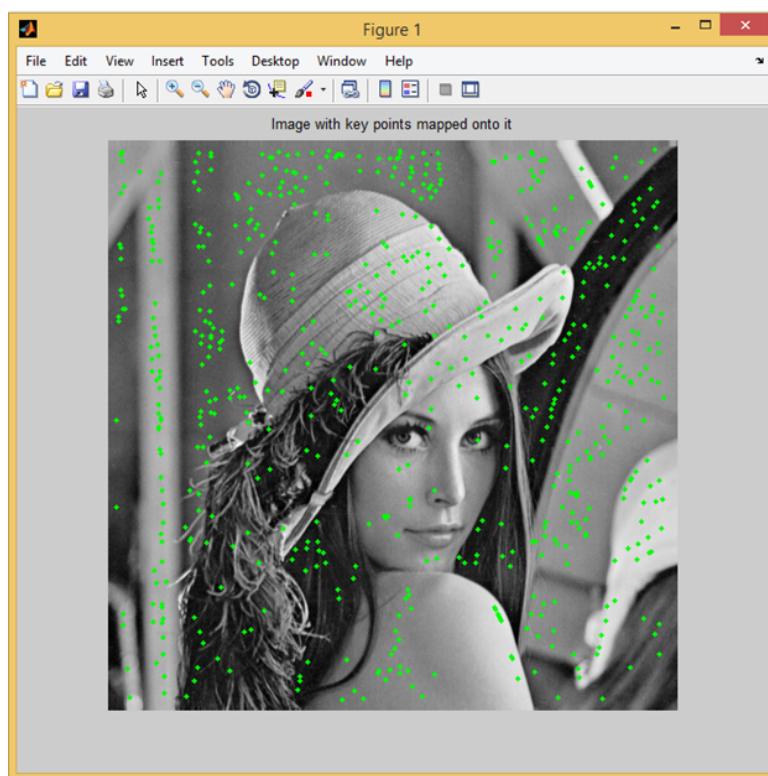 Figure 1
File Edit View Insert Tools Desktop Window Help
Image with key points mapped onto it